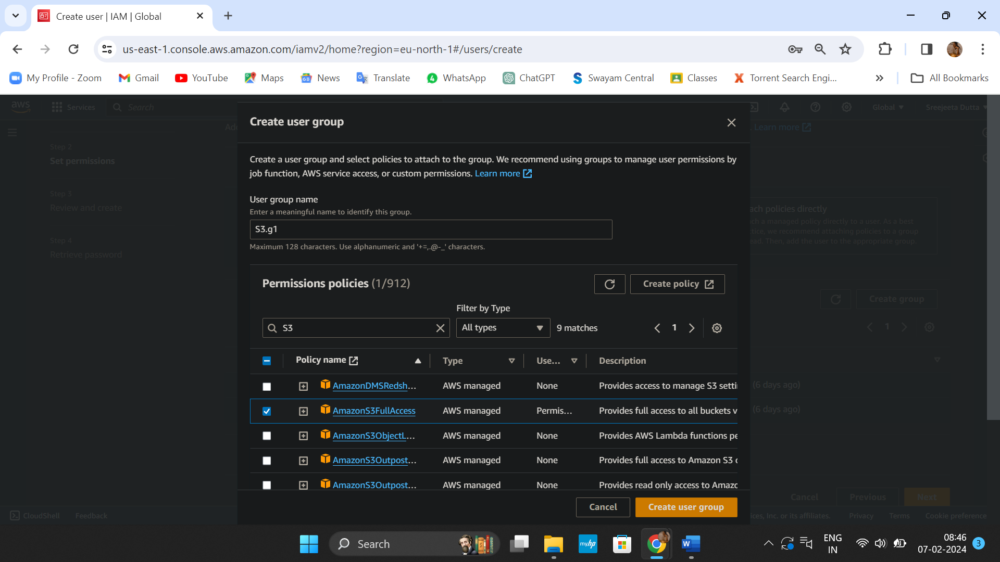 Create user | IAM | Global
us-east-1.console.aws.amazon.com/iamv2/home?region=eu-north-1#/users/create
My Profile - Zoom
Gmail
YouTube
Maps
News
Translate
WhatsApp
ChatGPT
Swayam Central
Classes
Torrent Search Engi...
All Bookmarks
aws
Services
Search
Global
Sreejeeta Dutta
Step 2
Set permissions
Step 3
Review and create
Step 4
Retrieve password
Learn more
Create user group
Create a user group and select policies to attach to the group. We recommend using groups to manage user permissions by
job function, AWS service access, or custom permissions. Learn more
User group name
Enter a meaningful name to identify this group.
S3.g1
Maximum 128 characters. Use alphanumeric and '+=,.@-_' characters.
ach policies directly
ch a managed policy directly to a user. As a best
tice, we recommend attaching policies to a group
ead. Then, add the user to the appropriate group.
Permissions policies (1/912)
Create policy
Create group
Filter by Type
S3
All types
9 matches
1
1
Policy name
Type
Use...
Description
AmazonDMSRedsh...
AWS managed
None
Provides access to manage S3 setti
(6 days ago)
AmazonS3FullAccess
AWS managed
Permis...
Provides full access to all buckets v
(6 days ago)
AmazonS3ObjectL...
AWS managed
None
Provides AWS Lambda functions pe
AmazonS3Outpost...
AWS managed
None
Provides full access to Amazon S3 o
AmazonS3Outpost...
AWS managed
None
Provides read only access to Amazo
Cancel
Create user group
Cancel
Previous
Next
CloudShell
Feedback
ices, Inc. or its affiliates.
Privacy
Terms
Cookie preference
Search
myhp
W
ENG
IN
08:46
07-02-2024
3